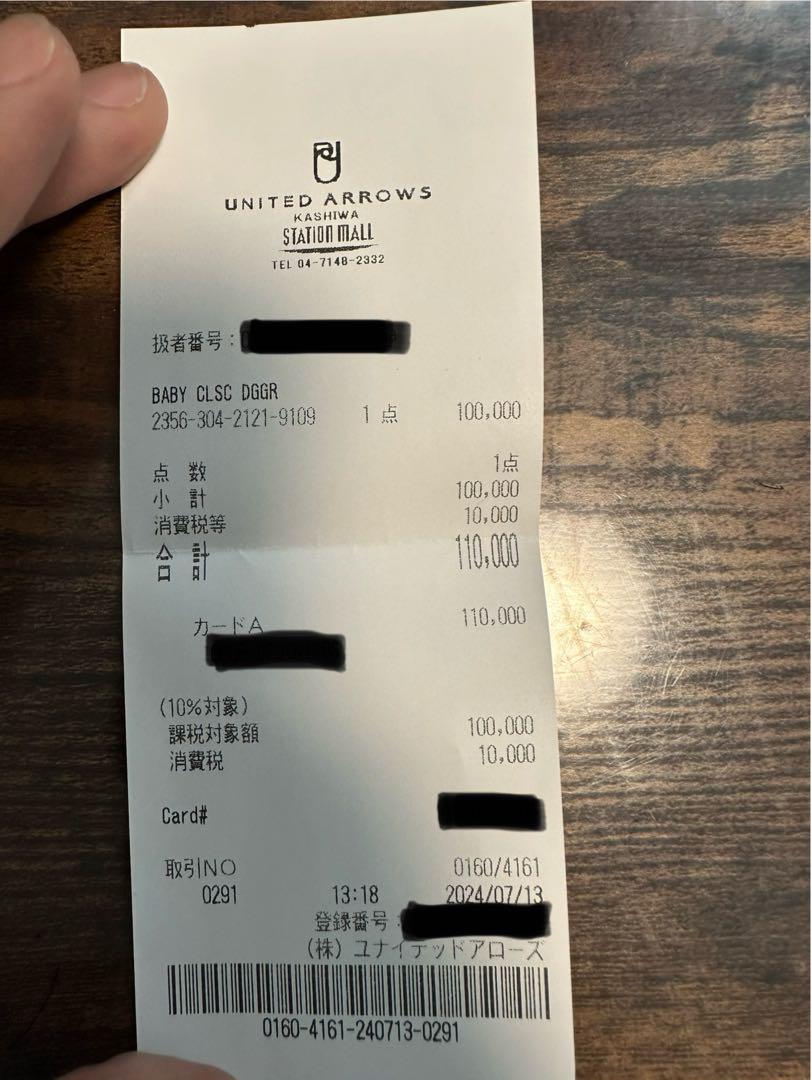 UNITED ARROWS
KASHIWA
STATION MALL
TEL 04-7148-2332
扱者番号:
BABY CLSC DGGR
2356-304-2121-9109 1点 100,000
点 数 1点
小 計 100,000
消費税等 10,000
合 計 110,000
カードA 110,000
(10%対象)
課税対象額 100,000
消費税 10,000
Card#
取引NO 0160/4161
0291 13:18 2024/07/13
登録番号:
(株) ユナイテッドアローズ
0160-4161-240713-0291